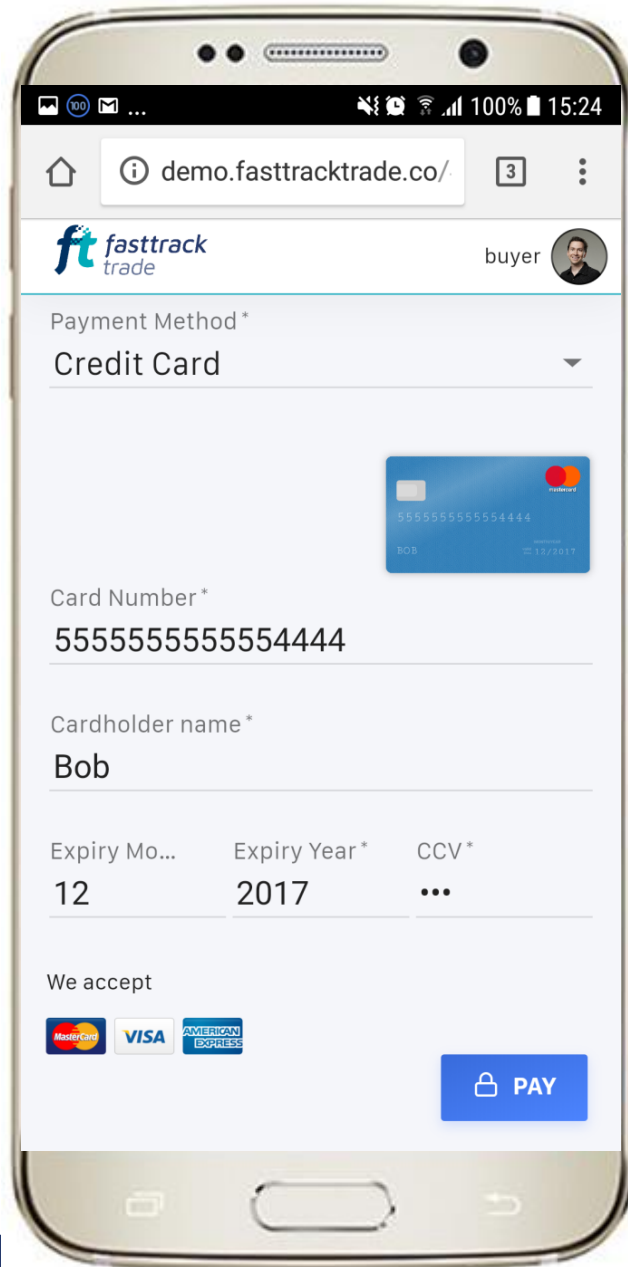 100 ... 100% 15:24
demo.fasttracktrade.co/ 3
ft fasttrack trade buyer
Payment Method *
Credit Card
mastercard
5555555555554444
BOB 12/2017
Card Number *
5555555555554444
Cardholder name *
Bob
Expiry Mo... Expiry Year * CCV *
12 2017 •••
We accept
MasterCard VISA AMERICAN EXPRESS
PAY